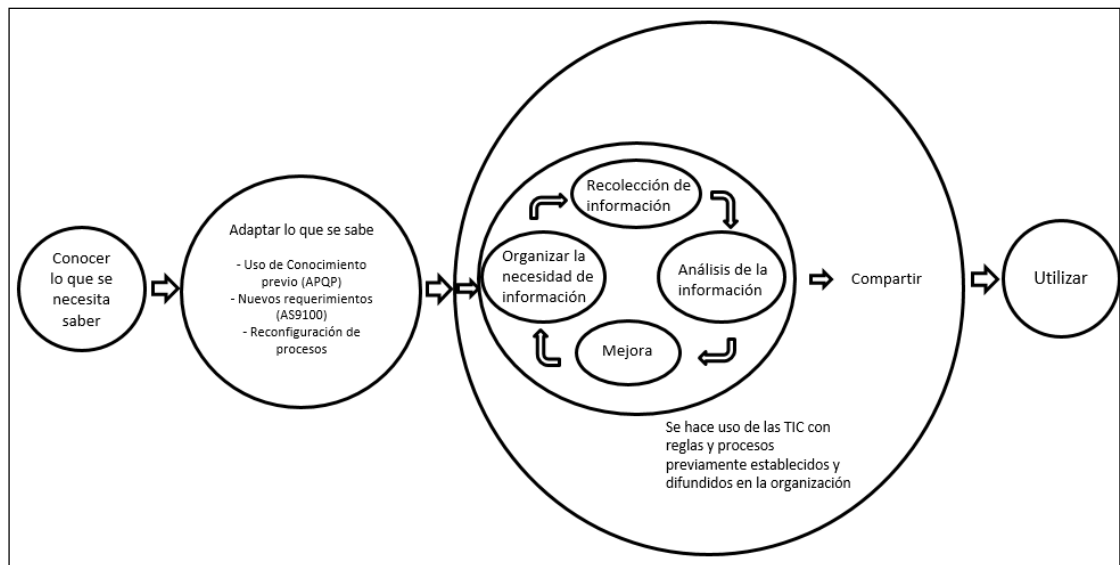 Conocer
lo que se
necesita
saber
Adaptar lo que se sabe
- Uso de Conocimiento
previo (APQP)
- Nuevos requerimientos
(AS9100)
- Reconfiguración de
procesos
Recolección de
información
Organizar la
necesidad de
información
Análisis de la
información
Mejora
Compartir
Se hace uso de las TIC con
reglas y procesos
previamente establecidos y
difundidos en la organización
Utilizar